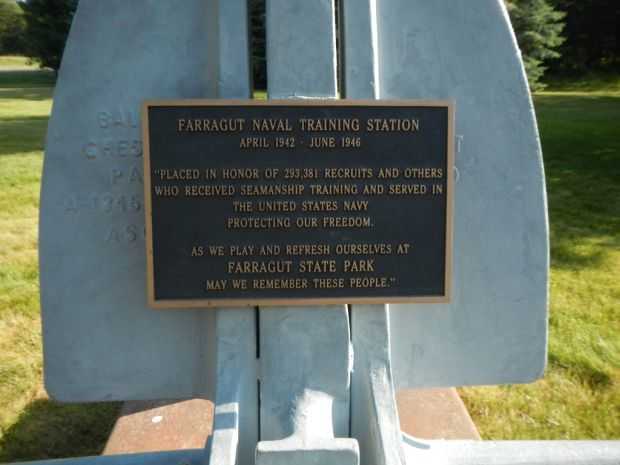 FARRAGUT NAVAL TRAINING STATION
APRIL 1942 - JUNE 1946
"PLACED IN HONOR OF 293,381 RECRUITS AND OTHERS
WHO RECEIVED SEAMANSHIP TRAINING AND SERVED IN
THE UNITED STATES NAVY
PROTECTING OUR FREEDOM.
AS WE PLAY AND REFRESH OURSELVES AT
FARRAGUT STATE PARK
MAY WE REMEMBER THESE PEOPLE."